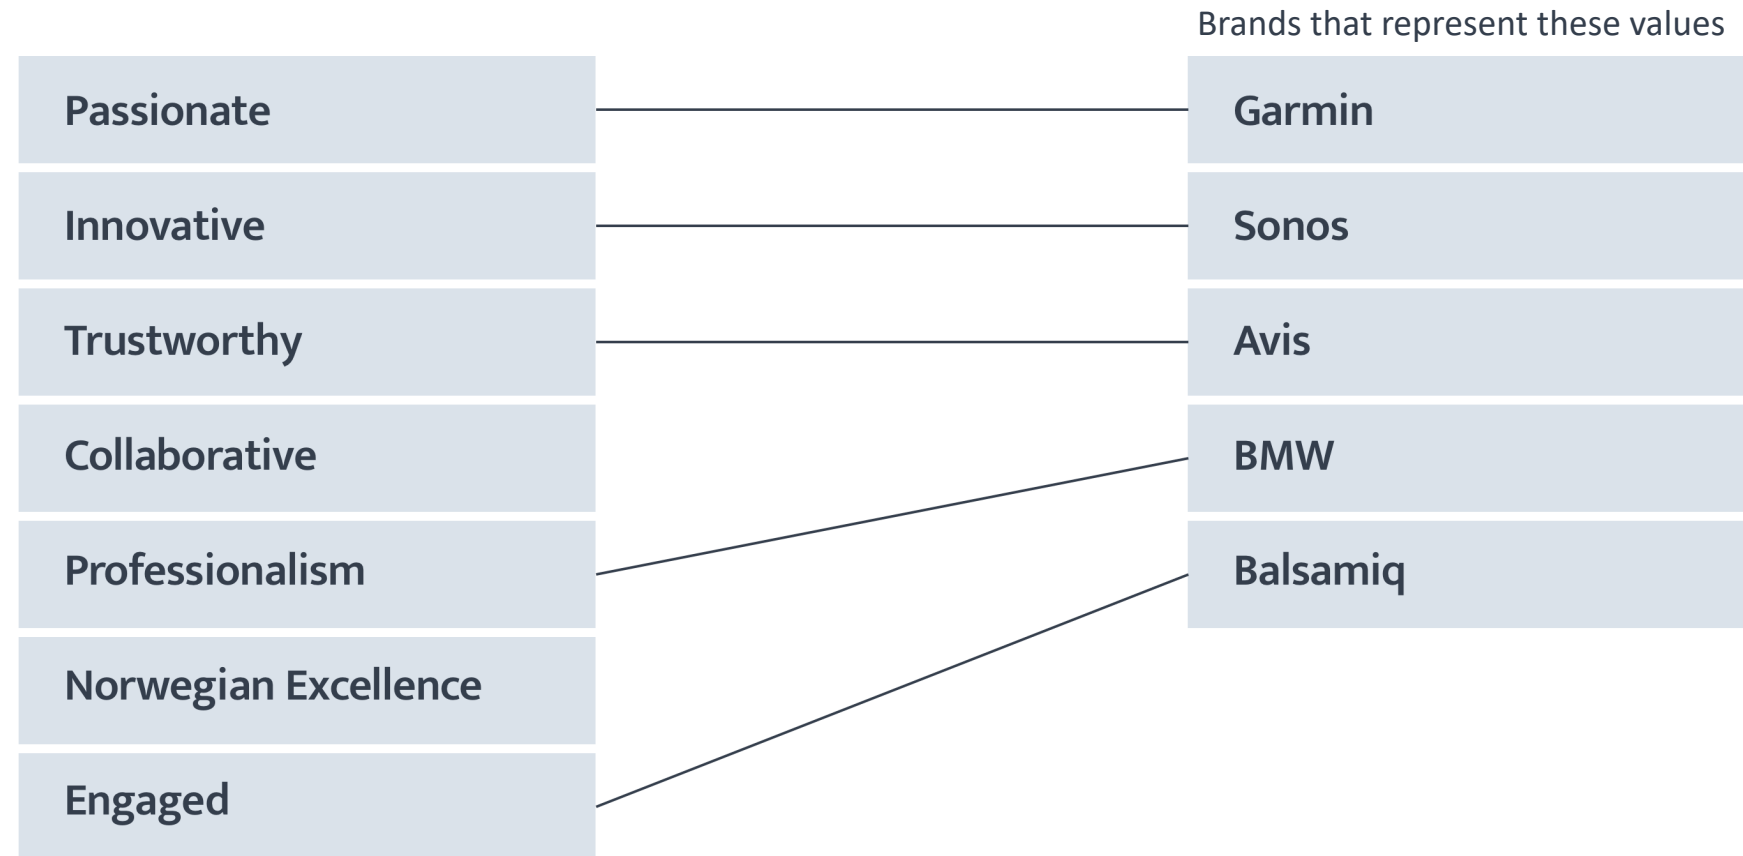 Brands that represent these values
Passionate
Garmin
Innovative
Sonos
Trustworthy
Avis
Collaborative
BMW
Professionalism
Balsamiq
Norwegian Excellence
Engaged